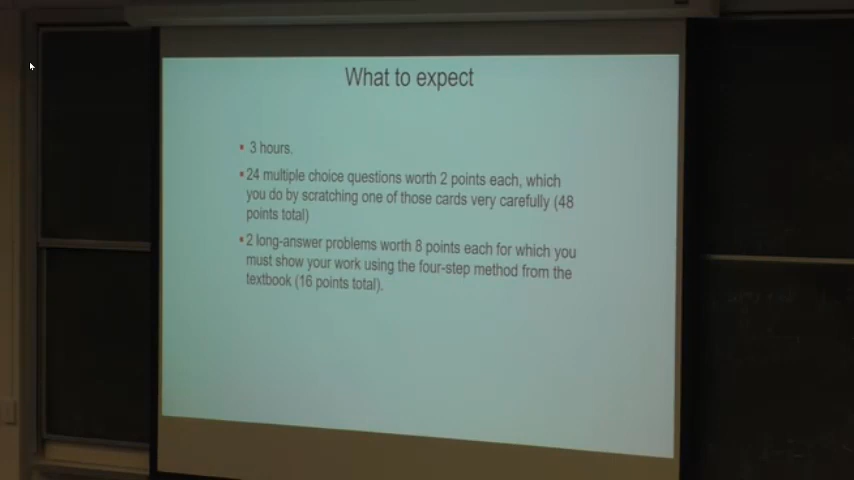 What to expect
▪ 3 hours.
▪ 24 multiple choice questions worth 2 points each, which
you do by scratching one of those cards very carefully (48
points total)
▪ 2 long-answer problems worth 8 points each for which you
must show your work using the four-step method from the
textbook (16 points total).